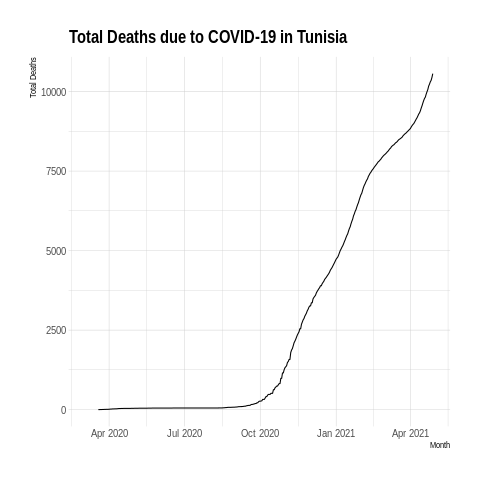 Total Deaths due to COVID-19 in Tunisia
Total Deaths
10000
7500
5000
2500
0
Apr 2020 Jul 2020 Oct 2020 Jan 2021 Apr 2021
Month